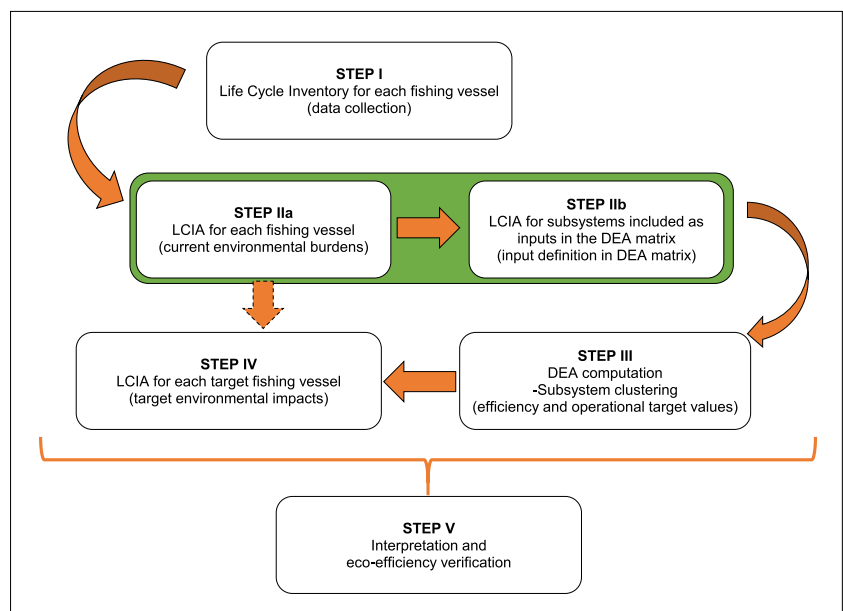 STEP I
Life Cycle Inventory for each fishing vessel
(data collection)
STEP IIa
LCIA for each fishing vessel
(current environmental burdens)
STEP IIb
LCIA for subsystems included as
inputs in the DEA matrix
(input definition in DEA matrix)
STEP III
DEA computation
-Subsystem clustering
(efficiency and operational target values)
STEP IV
LCIA for each target fishing vessel
(target environmental impacts)
STEP V
Interpretation and
eco-efficiency verification